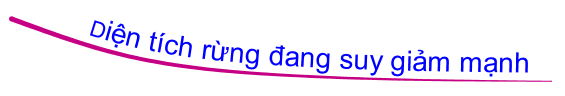 Diện tích rừng đang suy giảm mạnh